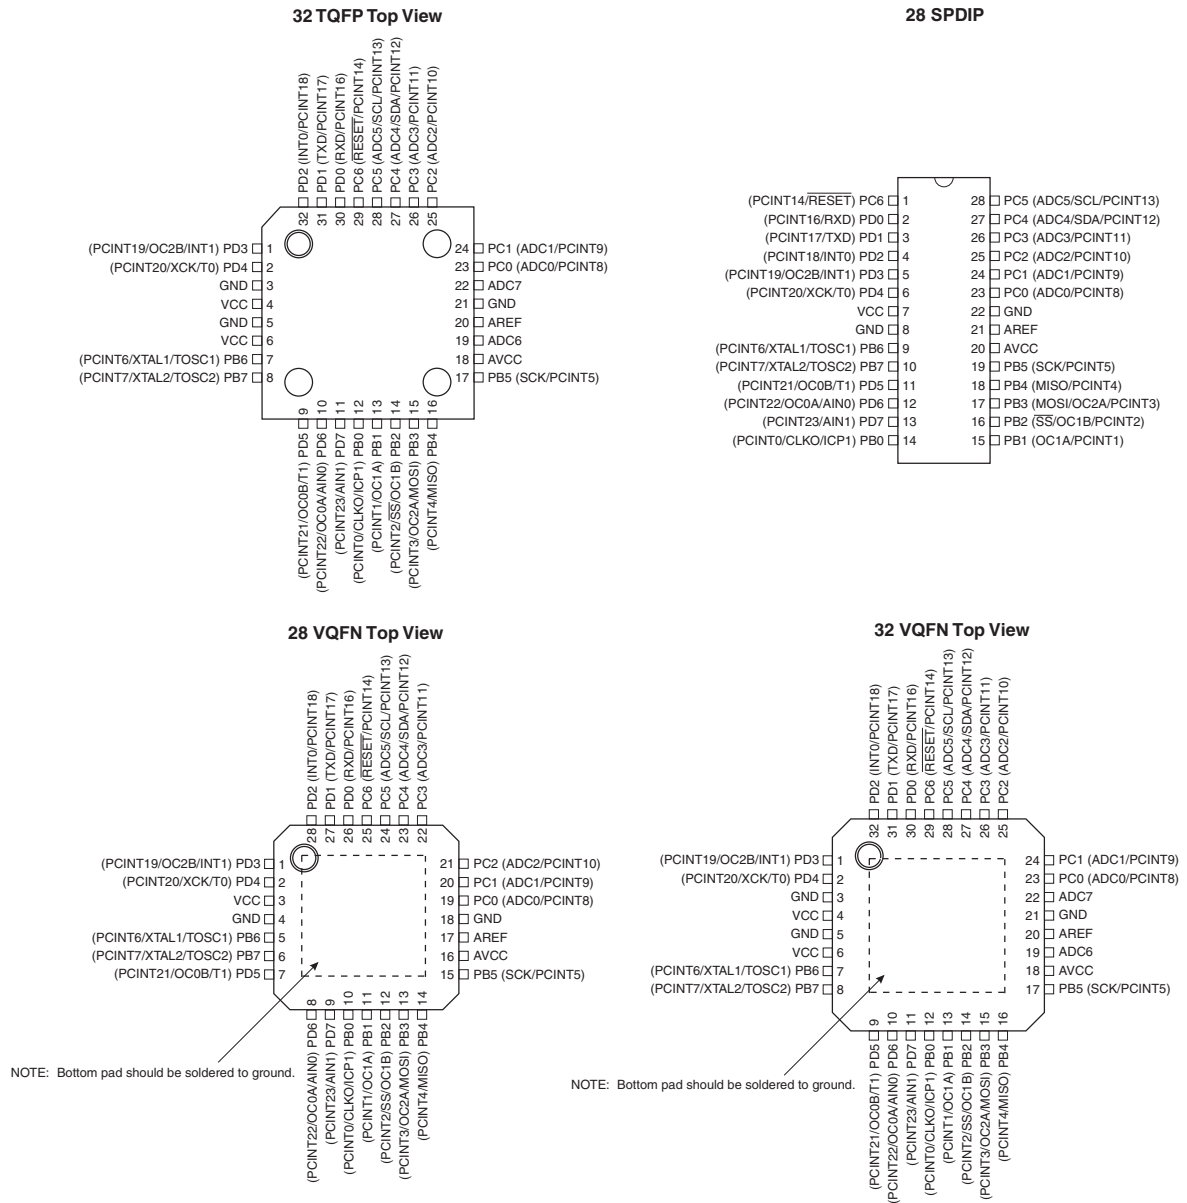 32 TQFP Top View
PD2 (INT0/PCINT18)
PD1 (TXD/PCINT17)
PD0 (RXD/PCINT16)
PC6 (RESET/PCINT14)
PC5 (ADC5/SCL/PCINT13)
PC4 (ADC4/SDA/PCINT12)
PC3 (ADC3/PCINT11)
PC2 (ADC2/PCINT10)
32 31 30 29 28 27 26 25
(PCINT19/OC2B/INT1) PD3 1
(PCINT20/XCK/T0) PD4 2
GND 3
VCC 4
GND 5
VCC 6
(PCINT6/XTAL1/TOSC1) PB6 7
(PCINT7/XTAL2/TOSC2) PB7 8
24 PC1 (ADC1/PCINT9)
23 PC0 (ADC0/PCINT8)
22 ADC7
21 GND
20 AREF
19 ADC6
18 AVCC
17 PB5 (SCK/PCINT5)
9 10 11 12 13 14 15 16
(PCINT21/OC0B/T1) PD5
(PCINT22/OC0A/AIN0) PD6
(PCINT23/AIN1) PD7
(PCINT0/CLKO/ICP1) PB0
(PCINT1/OC1A) PB1
(PCINT2/SS/OC1B) PB2
(PCINT3/OC2A/MOSI) PB3
(PCINT4/MISO) PB4
28 SPDIP
(PCINT14/RESET) PC6 1
(PCINT16/RXD) PD0 2
(PCINT17/TXD) PD1 3
(PCINT18/INT0) PD2 4
(PCINT19/OC2B/INT1) PD3 5
(PCINT20/XCK/T0) PD4 6
VCC 7
GND 8
(PCINT6/XTAL1/TOSC1) PB6 9
(PCINT7/XTAL2/TOSC2) PB7 10
(PCINT21/OC0B/T1) PD5 11
(PCINT22/OC0A/AIN0) PD6 12
(PCINT23/AIN1) PD7 13
(PCINT0/CLKO/ICP1) PB0 14
28 PC5 (ADC5/SCL/PCINT13)
27 PC4 (ADC4/SDA/PCINT12)
26 PC3 (ADC3/PCINT11)
25 PC2 (ADC2/PCINT10)
24 PC1 (ADC1/PCINT9)
23 PC0 (ADC0/PCINT8)
22 GND
21 AREF
20 AVCC
19 PB5 (SCK/PCINT5)
18 PB4 (MISO/PCINT4)
17 PB3 (MOSI/OC2A/PCINT3)
16 PB2 (SS/OC1B/PCINT2)
15 PB1 (OC1A/PCINT1)
28 VQFN Top View
PD2 (INT0/PCINT18)
PD1 (TXD/PCINT17)
PD0 (RXD/PCINT16)
PC6 (RESET/PCINT14)
PC5 (ADC5/SCL/PCINT13)
PC4 (ADC4/SDA/PCINT12)
PC3 (ADC3/PCINT11)
28 27 26 25 24 23 22
(PCINT19/OC2B/INT1) PD3 1
(PCINT20/XCK/T0) PD4 2
VCC 3
GND 4
(PCINT6/XTAL1/TOSC1) PB6 5
(PCINT7/XTAL2/TOSC2) PB7 6
(PCINT21/OC0B/T1) PD5 7
21 PC2 (ADC2/PCINT10)
20 PC1 (ADC1/PCINT9)
19 PC0 (ADC0/PCINT8)
18 GND
17 AREF
16 AVCC
15 PB5 (SCK/PCINT5)
8 9 10 11 12 13 14
(PCINT22/OC0A/AIN0) PD6
(PCINT23/AIN1) PD7
(PCINT0/CLKO/ICP1) PB0
(PCINT1/OC1A) PB1
(PCINT2/SS/OC1B) PB2
(PCINT3/OC2A/MOSI) PB3
(PCINT4/MISO) PB4
NOTE: Bottom pad should be soldered to ground.
32 VQFN Top View
PD2 (INT0/PCINT18)
PD1 (TXD/PCINT17)
PD0 (RXD/PCINT16)
PC6 (RESET/PCINT14)
PC5 (ADC5/SCL/PCINT13)
PC4 (ADC4/SDA/PCINT12)
PC3 (ADC3/PCINT11)
PC2 (ADC2/PCINT10)
32 31 30 29 28 27 26 25
(PCINT19/OC2B/INT1) PD3 1
(PCINT20/XCK/T0) PD4 2
GND 3
VCC 4
GND 5
VCC 6
(PCINT6/XTAL1/TOSC1) PB6 7
(PCINT7/XTAL2/TOSC2) PB7 8
24 PC1 (ADC1/PCINT9)
23 PC0 (ADC0/PCINT8)
22 ADC7
21 GND
20 AREF
19 ADC6
18 AVCC
17 PB5 (SCK/PCINT5)
9 10 11 12 13 14 15 16
(PCINT21/OC0B/T1) PD5
(PCINT22/OC0A/AIN0) PD6
(PCINT23/AIN1) PD7
(PCINT0/CLKO/ICP1) PB0
(PCINT1/OC1A) PB1
(PCINT2/SS/OC1B) PB2
(PCINT3/OC2A/MOSI) PB3
(PCINT4/MISO) PB4
NOTE: Bottom pad should be soldered to ground.